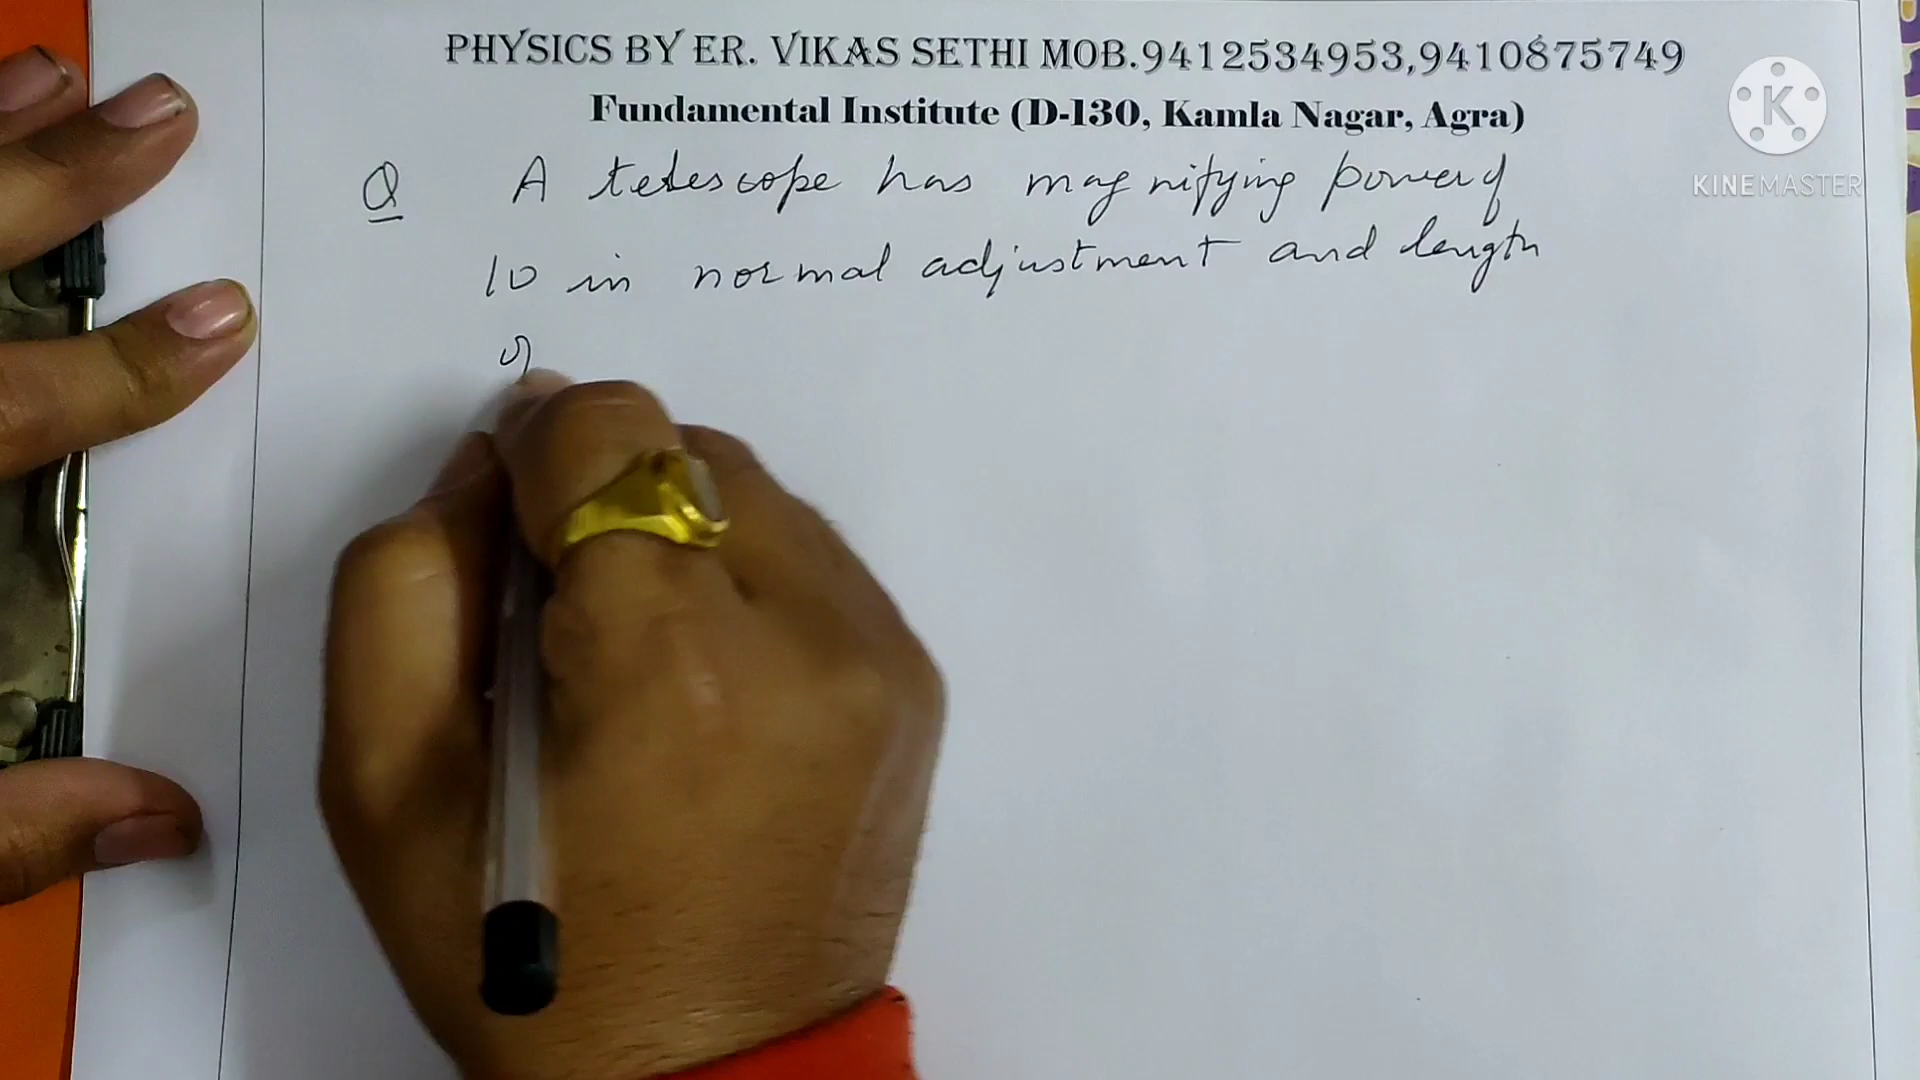 PHYSICS BY ER. VIKAS SETHI MOB.9412534953,9410875749
Fundamental Institute (D-130, Kamla Nagar, Agra)
K
KINEMASTER
Q A telescope has magnifying power of
10 in normal adjustment and length
of